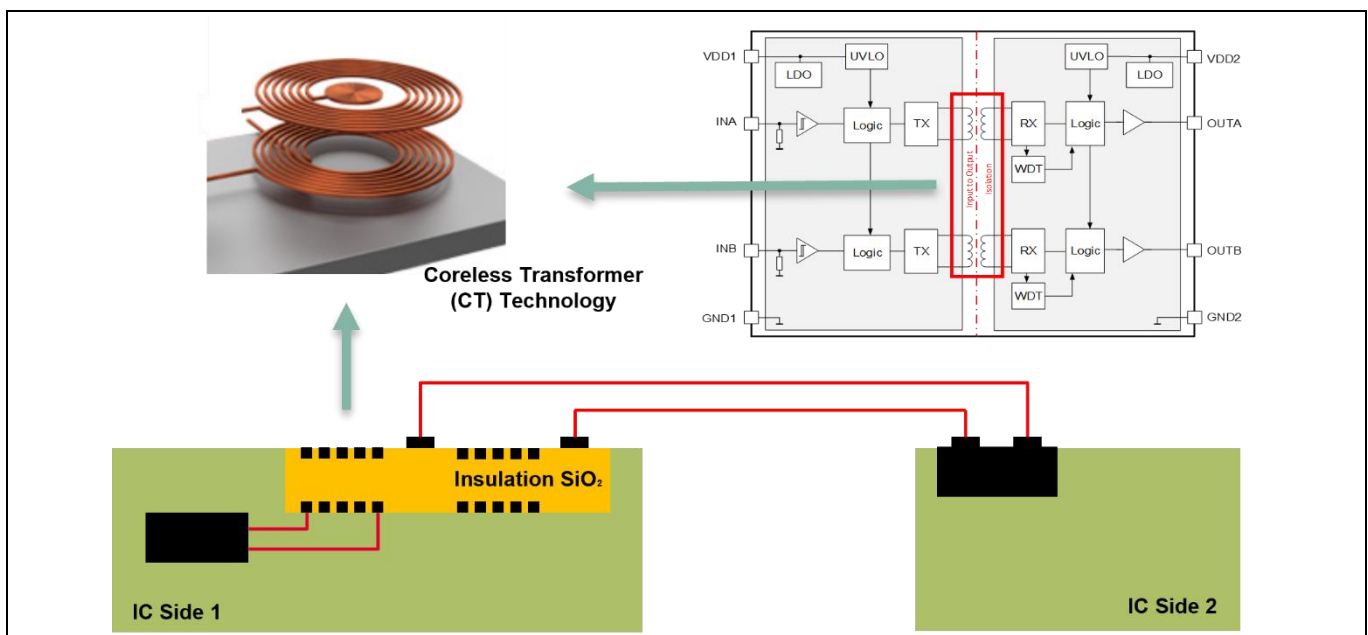 VDD1
UVLO
LDO
INA
Logic
TX
INB
Logic
TX
GND1
Input to Output
Isolation
UVLO
LDO
VDD2
RX
Logic
WDT
OUTA
RX
Logic
WDT
OUTB
GND2
Coreless Transformer
(CT) Technology
Insulation SiO₂
IC Side 1
IC Side 2